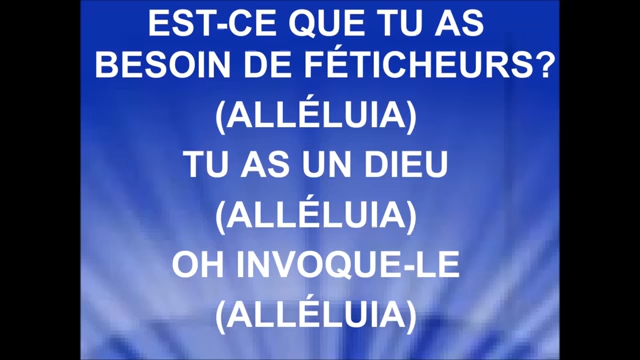 EST-CE QUE TU AS
BESOIN DE FÉTICHEURS?
(ALLÉLUIA)
TU AS UN DIEU
(ALLÉLUIA)
OH INVOQUE-LE
(ALLÉLUIA)